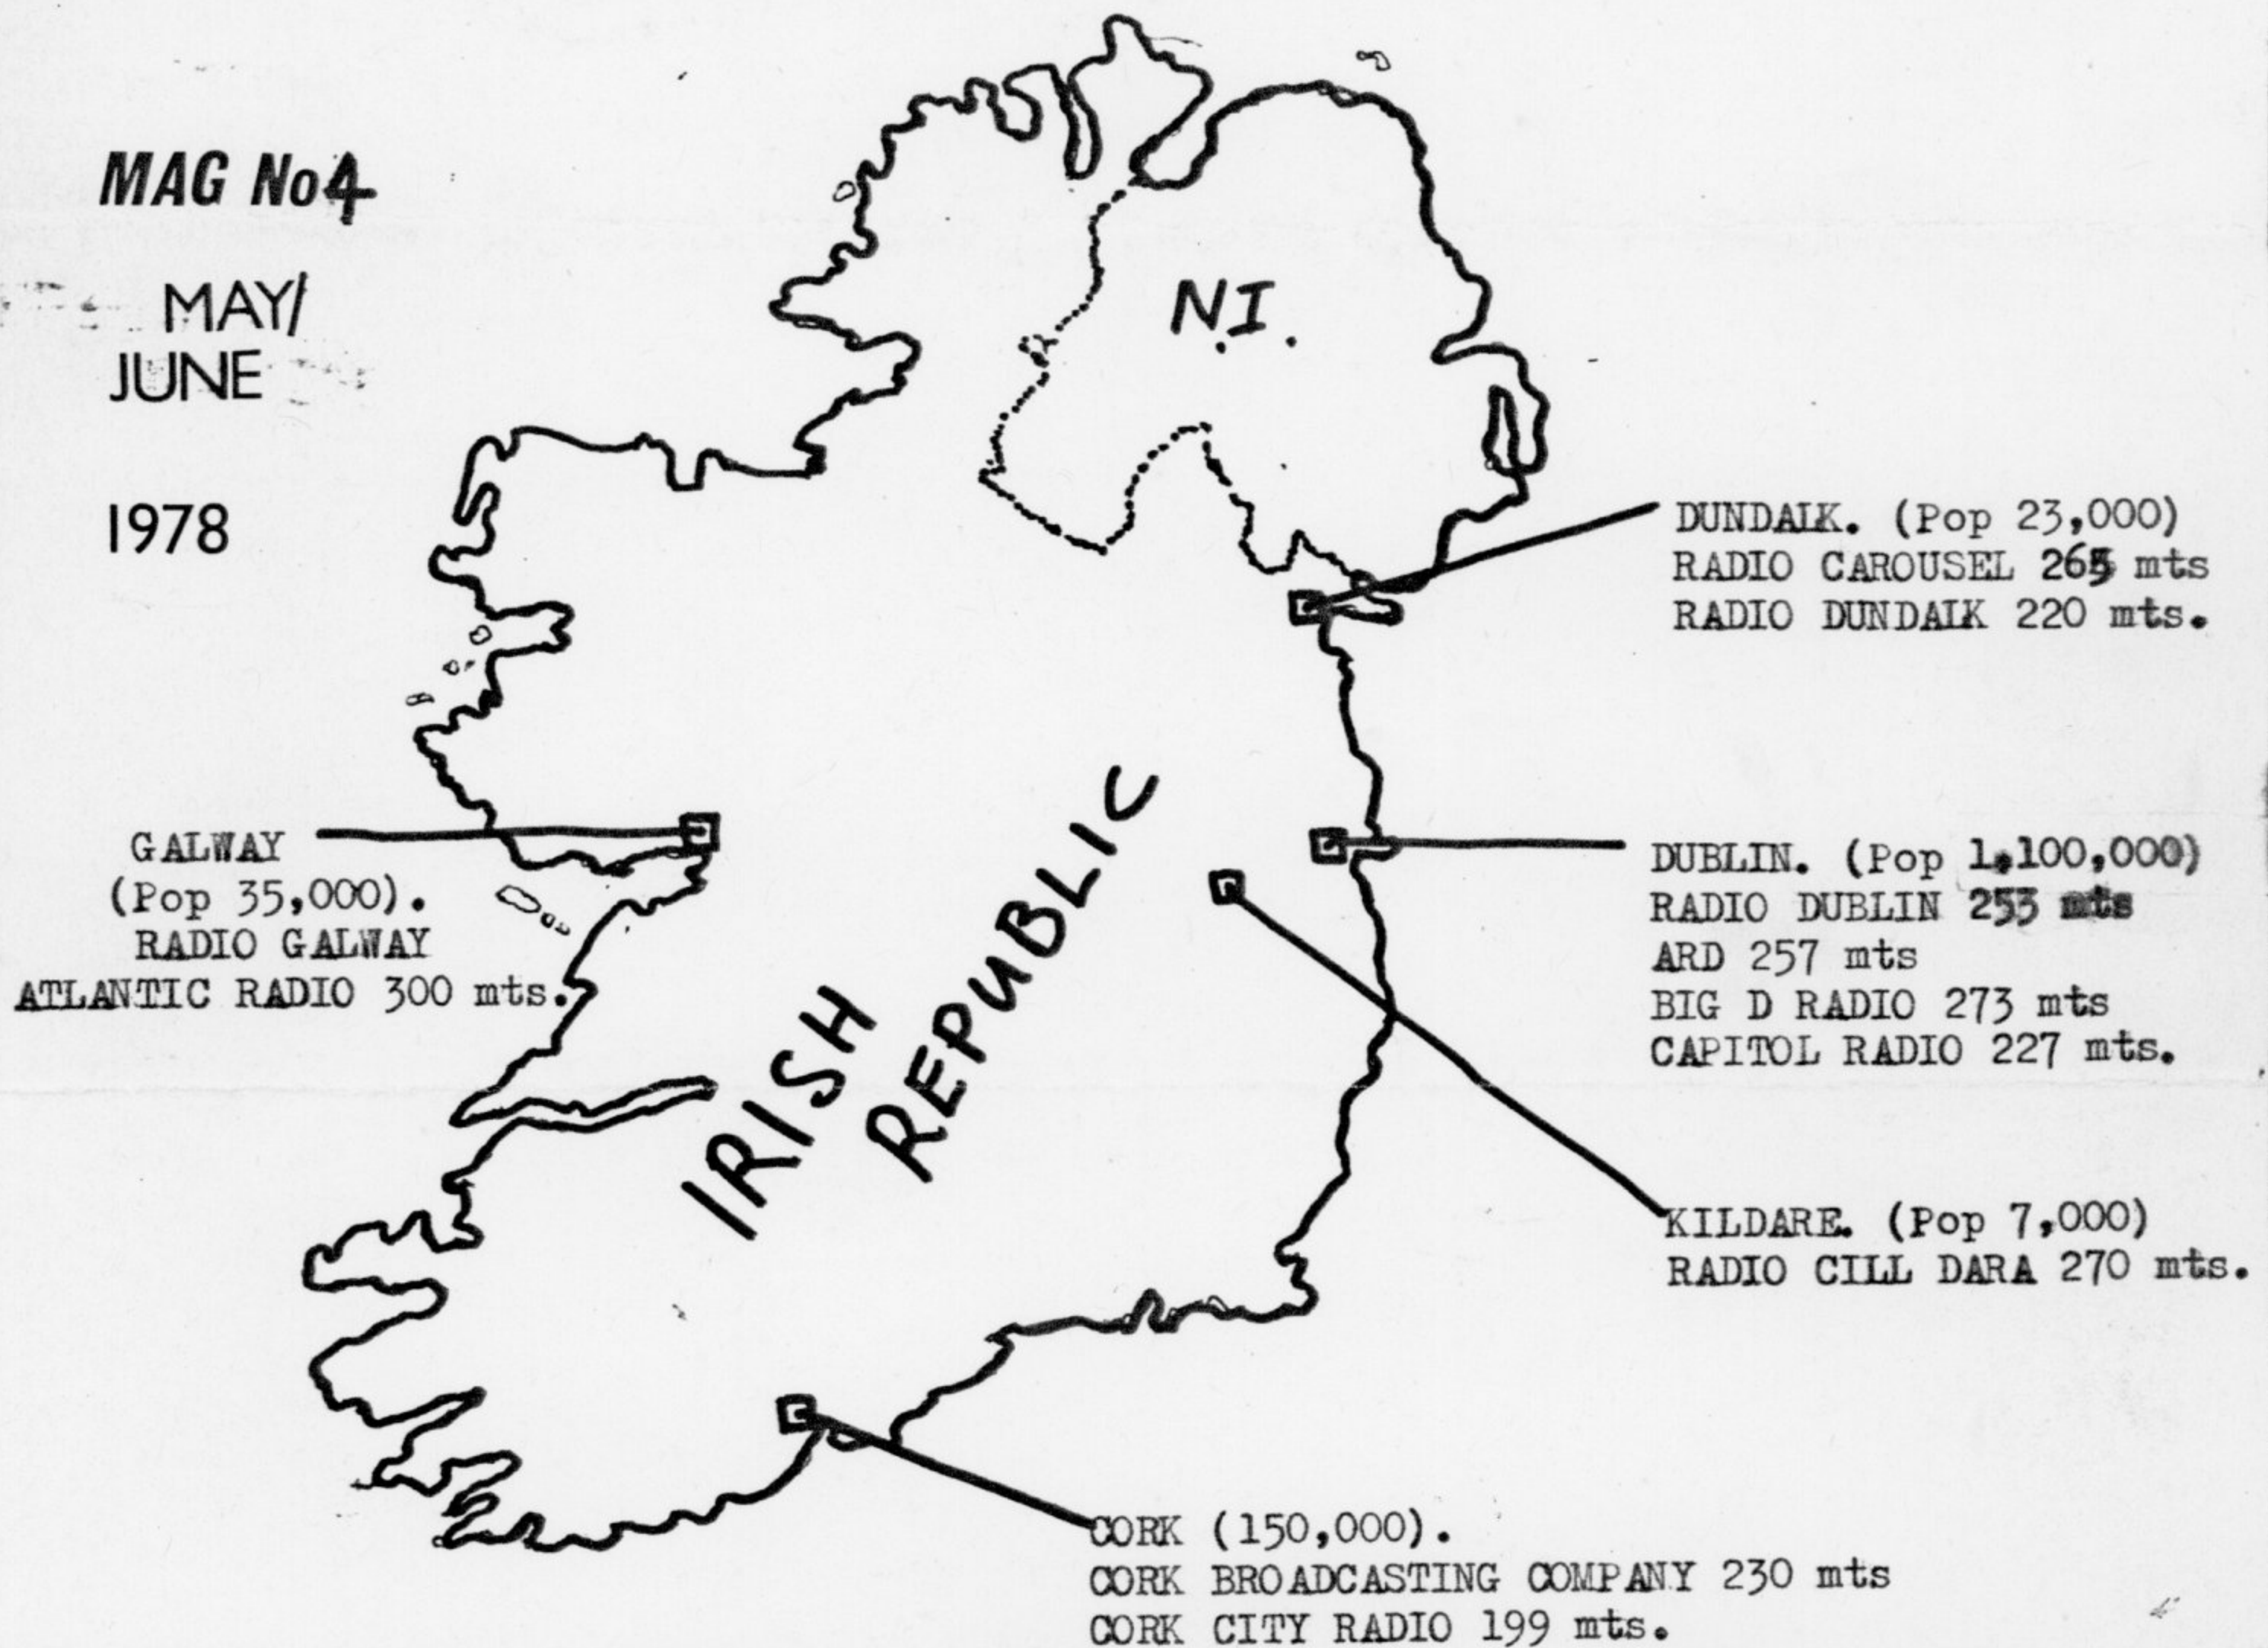 MAG No4
MAY/
JUNE
1978
N.I.
DUNDALK. (Pop 23,000)
RADIO CAROUSEL 265 mts
RADIO DUNDALK 220 mts.
GALWAY
(Pop 35,000).
RADIO GALWAY
ATLANTIC RADIO 300 mts.
IRISH
REPUBLIC
DUBLIN. (Pop 1,100,000)
RADIO DUBLIN 253 mts
ARD 257 mts
BIG D RADIO 273 mts
CAPITOL RADIO 227 mts.
KILDARE. (Pop 7,000)
RADIO CILL DARA 270 mts.
CORK (150,000).
CORK BROADCASTING COMPANY 230 mts
CORK CITY RADIO 199 mts.